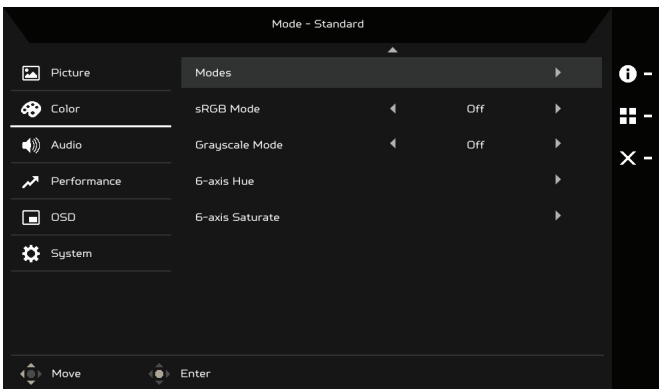 Mode - Standard
Picture
Modes
Color
sRGB Mode Off
Audio
Grayscale Mode Off
Performance
6-axis Hue
OSD
6-axis Saturate
System
Move Enter